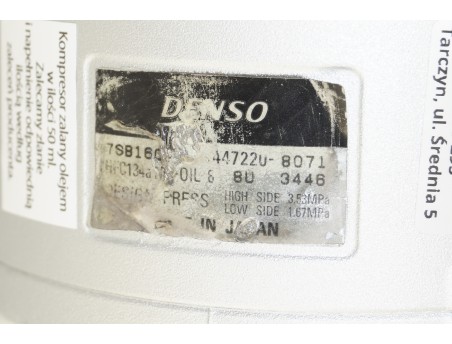 Kompresor zalany olejem
w ilości 50 ml.
Zalecamy zlanie
i napełnienie odpowiednią
ilością według
zaleceń producenta
DENSO
7SB16C 447220-8071
HFC134a OIL 8 8U 3446
DESIGN PRESS HIGH SIDE 3.53MPa
LOW SIDE 1.67MPa
IN JAPAN
Tarczyn, ul. Średnia 5